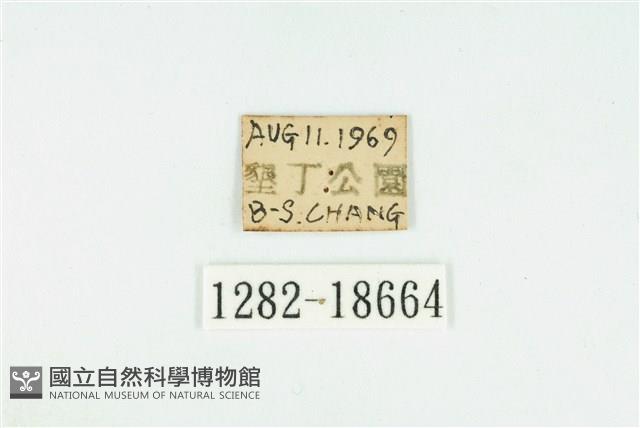 AUG 11. 1969
墾丁公園
B-S. CHANG
1282-18664
國立自然科學博物館
NATIONAL MUSEUM OF NATURAL SCIENCE